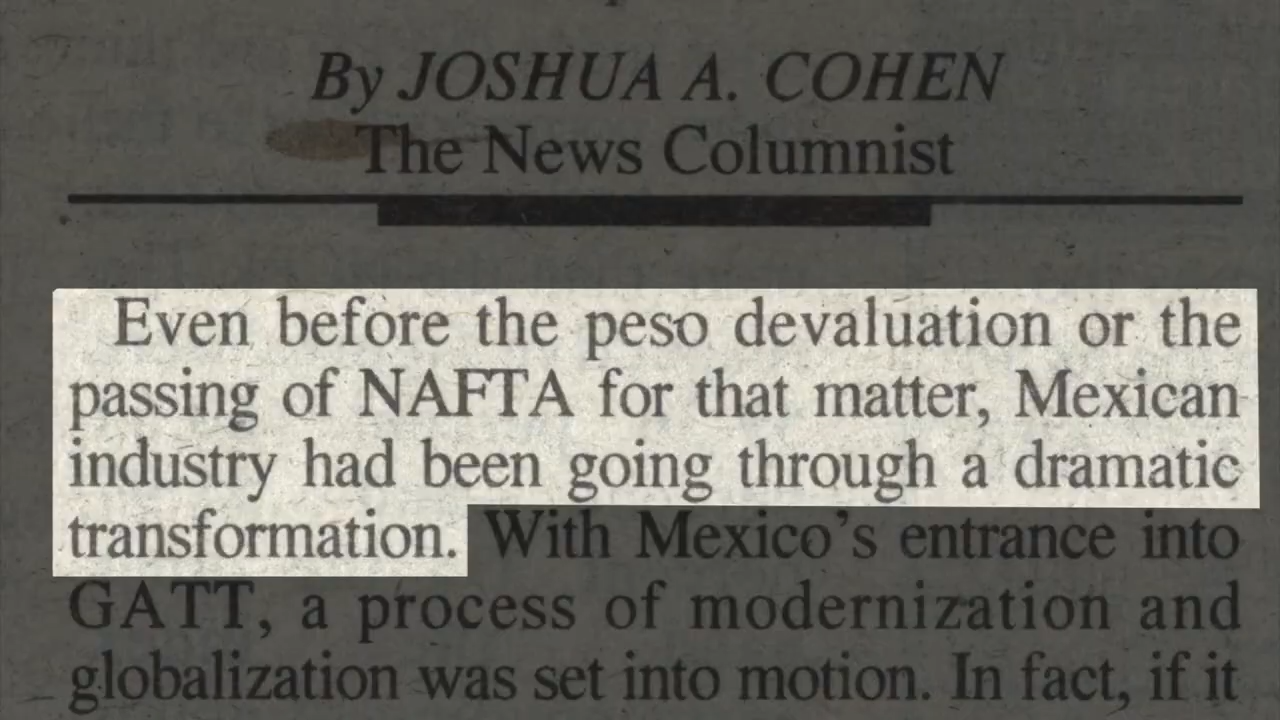 By JOSHUA A. COHEN
The News Columnist
Even before the peso devaluation or the
passing of NAFTA for that matter, Mexican
industry had been going through a dramatic
transformation. With Mexico's entrance into
GATT, a process of modernization and
globalization was set into motion. In fact, if it